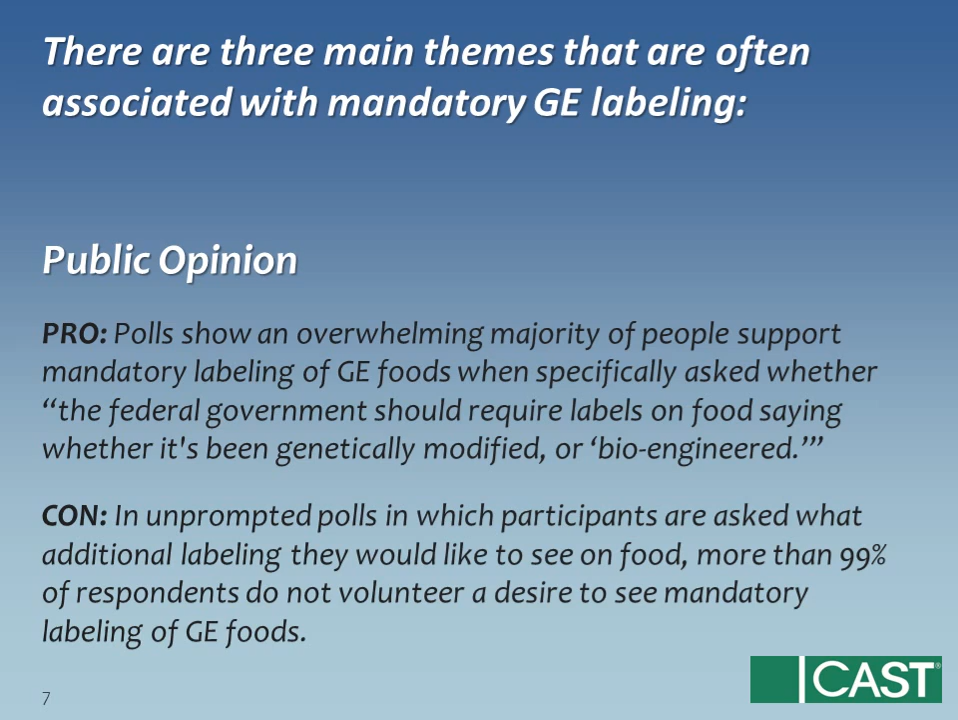 There are three main themes that are often
associated with mandatory GE labeling:
Public Opinion
PRO: Polls show an overwhelming majority of people support
mandatory labeling of GE foods when specifically asked whether
“the federal government should require labels on food saying
whether it's been genetically modified, or ‘bio-engineered.’”
CON: In unprompted polls in which participants are asked what
additional labeling they would like to see on food, more than 99%
of respondents do not volunteer a desire to see mandatory
labeling of GE foods.
7
CAST®